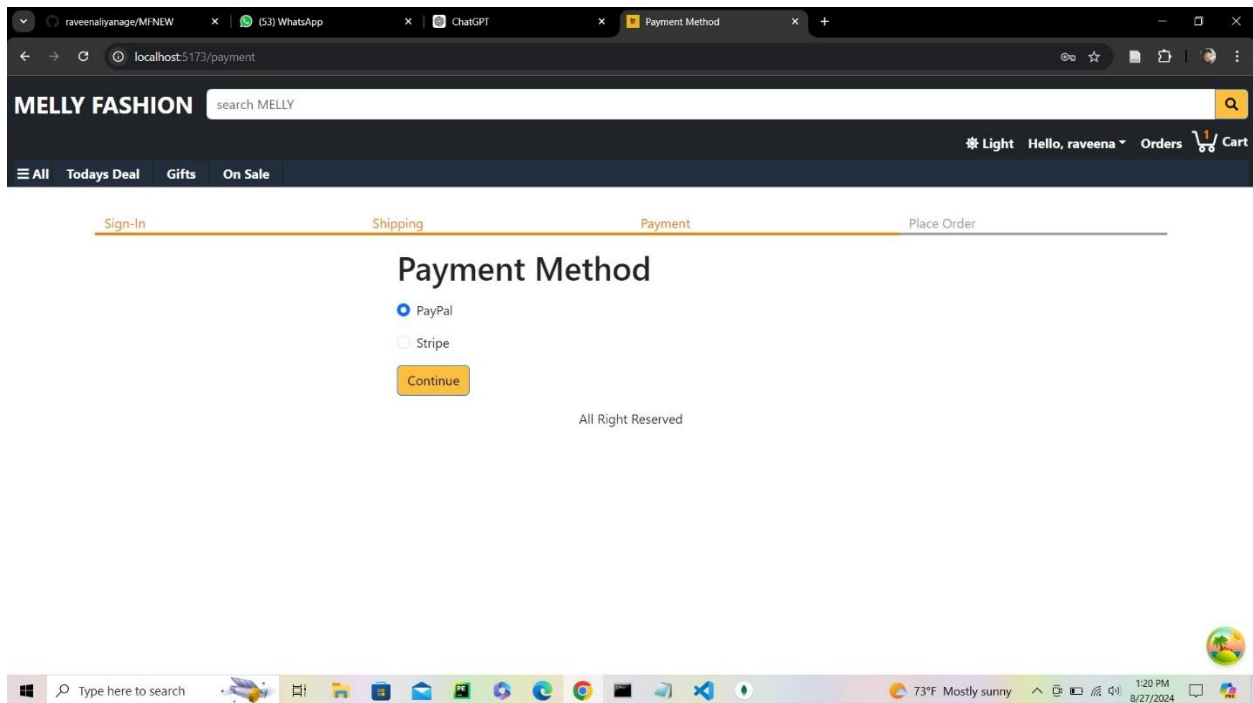 raveenaliyanage/MFNEW (53) WhatsApp ChatGPT Payment Method
localhost:5173/payment
MELLY FASHION search MELLY
Light Hello, raveena Orders 1 Cart
All Todays Deal Gifts On Sale
Sign-In Shipping Payment Place Order
Payment Method
PayPal
Stripe
Continue
All Right Reserved
Type here to search 73°F Mostly sunny 1:20 PM
8/27/2024